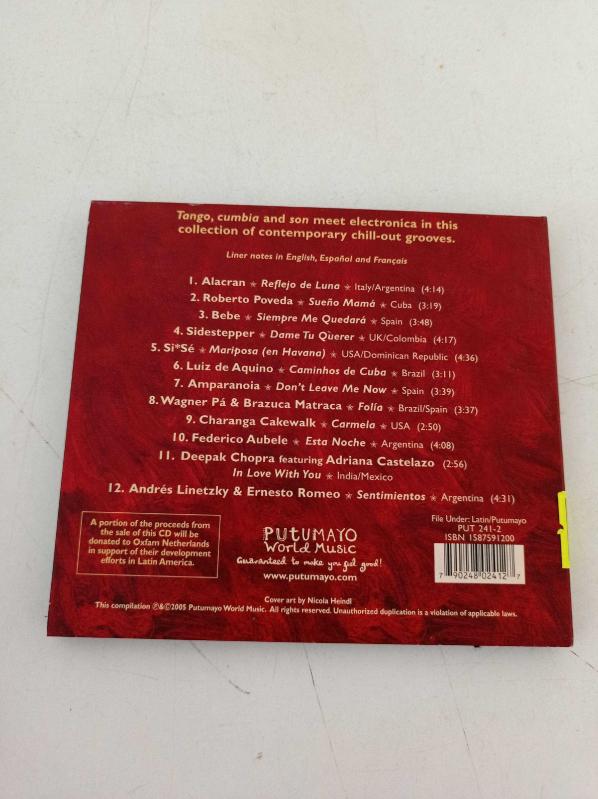 Tango, cumbia and son meet electronica in this
collection of contemporary chill-out grooves.
Liner notes in English, Español and Français
1. Alacran ★ Reflejo de Luna ★ Italy/Argentina (4:14)
2. Roberto Poveda ★ Sueño Mamá ★ Cuba (3:19)
3. Bebe ★ Siempre Me Quedará ★ Spain (3:48)
4. Sidestepper ★ Dame Tu Querer ★ UK/Colombia (4:17)
5. Si*Sé ★ Mariposa (en Havana) ★ USA/Dominican Republic (4:36)
6. Luiz de Aquino ★ Caminhos de Cuba ★ Brazil (3:11)
7. Amparanoia ★ Don't Leave Me Now ★ Spain (3:39)
8. Wagner Pá & Brazuca Matraca ★ Folía ★ Brazil/Spain (3:37)
9. Charanga Cakewalk ★ Carmela ★ USA (2:50)
10. Federico Aubele ★ Esta Noche ★ Argentina (4:08)
11. Deepak Chopra featuring Adriana Castelazo (2:56)
In Love With You ★ India/Mexico
12. Andrés Linetzky & Ernesto Romeo ★ Sentimientos ★ Argentina (4:31)
A portion of the proceeds from
the sale of this CD will be
donated to Oxfam Netherlands
in support of their development
efforts in Latin America.
PUTUMAYO
World Music
Guaranteed to make you feel good!
www.putumayo.com
File Under: Latin/Putumayo
PUT 241-2
ISBN 1587591200
7 90248 02412 7
Cover art by Nicola Heindl
This compilation ℗&©2005 Putumayo World Music. All rights reserved. Unauthorized duplication is a violation of applicable laws.